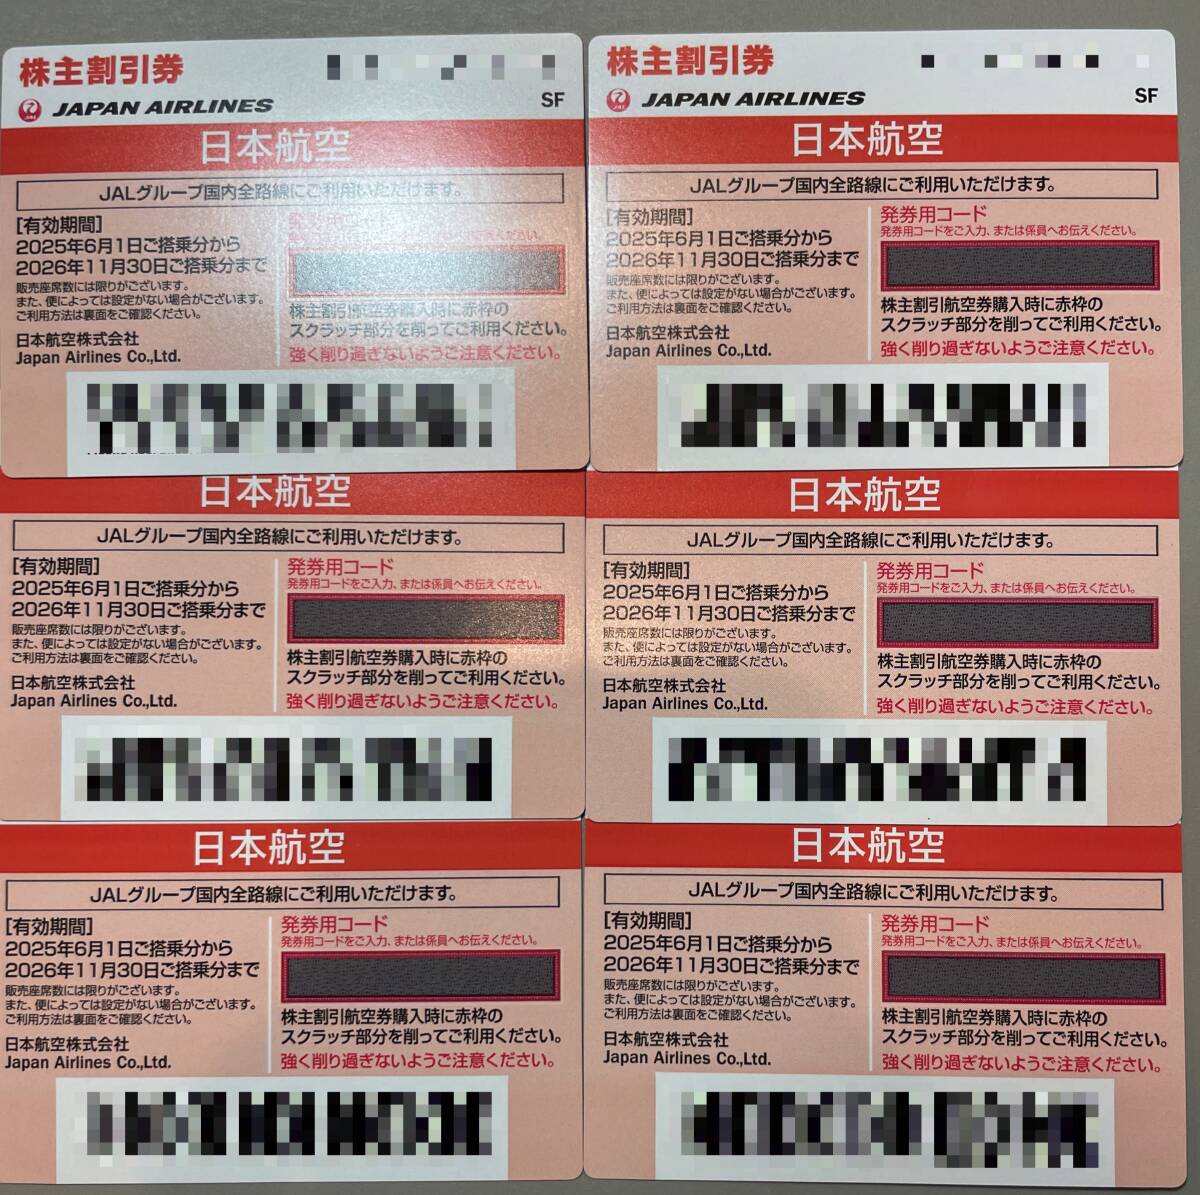 株主割引券
JAPAN AIRLINES
SF
日本航空
JALグループ国内全路線にご利用いただけます。
[有効期間]
2025年6月1日ご搭乗分から
2026年11月30日ご搭乗分まで
販売座席数には限りがございます。
また、便によっては設定がない場合がございます。
ご利用方法は裏面をご確認ください。
日本航空株式会社
Japan Airlines Co.,Ltd.
発券用コード
株主割引航空券購入時に赤枠の
スクラッチ部分を削ってご利用ください。
強く削り過ぎないようご注意ください。
株主割引券
JAL
JAPAN AIRLINES
SF
日本航空
JALグループ国内全路線にご利用いただけます。
[有効期間]
2025年6月1日ご搭乗分から
2026年11月30日ご搭乗分まで
販売座席数には限りがございます。
また、便によっては設定がない場合がございます。
ご利用方法は裏面をご確認ください。
日本航空株式会社
Japan Airlines Co.,Ltd.
発券用コード
発券用コードをご入力、または係員へお伝えください。
株主割引航空券購入時に赤枠の
スクラッチ部分を削ってご利用ください。
強く削り過ぎないようご注意ください。
日本航空
JALグループ国内全路線にご利用いただけます。
[有効期間]
2025年6月1日ご搭乗分から
2026年11月30日ご搭乗分まで
販売座席数には限りがございます。
また、便によっては設定がない場合がございます。
ご利用方法は裏面をご確認ください。
日本航空株式会社
Japan Airlines Co.,Ltd.
発券用コード
発券用コードをご入力、または係員へお伝えください。
株主割引航空券購入時に赤枠の
スクラッチ部分を削ってご利用ください。
強く削り過ぎないようご注意ください。
日本航空
JALグループ国内全路線にご利用いただけます。
[有効期間]
2025年6月1日ご搭乗分から
2026年11月30日ご搭乗分まで
販売座席数には限りがございます。
また、便によっては設定がない場合がございます。
ご利用方法は裏面をご確認ください。
日本航空株式会社
Japan Airlines Co.,Ltd.
発券用コード
発券用コードをご入力、または係員へお伝えください。
株主割引航空券購入時に赤枠の
スクラッチ部分を削ってご利用ください。
強く削り過ぎないようご注意ください。
日本航空
JALグループ国内全路線にご利用いただけます。
[有効期間]
2025年6月1日ご搭乗分から
2026年11月30日ご搭乗分まで
販売座席数には限りがございます。
また、便によっては設定がない場合がございます。
ご利用方法は裏面をご確認ください。
日本航空株式会社
Japan Airlines Co.,Ltd.
発券用コード
発券用コードをご入力、または係員へお伝えください。
株主割引航空券購入時に赤枠の
スクラッチ部分を削ってご利用ください。
強く削り過ぎないようご注意ください。
日本航空
JALグループ国内全路線にご利用いただけます。
[有効期間]
2025年6月1日ご搭乗分から
2026年11月30日ご搭乗分まで
販売座席数には限りがございます。
また、便によっては設定がない場合がございます。
ご利用方法は裏面をご確認ください。
日本航空株式会社
Japan Airlines Co.,Ltd.
発券用コード
発券用コードをご入力、または係員へお伝えください。
株主割引航空券購入時に赤枠の
スクラッチ部分を削ってご利用ください。
強く削り過ぎないようご注意ください。